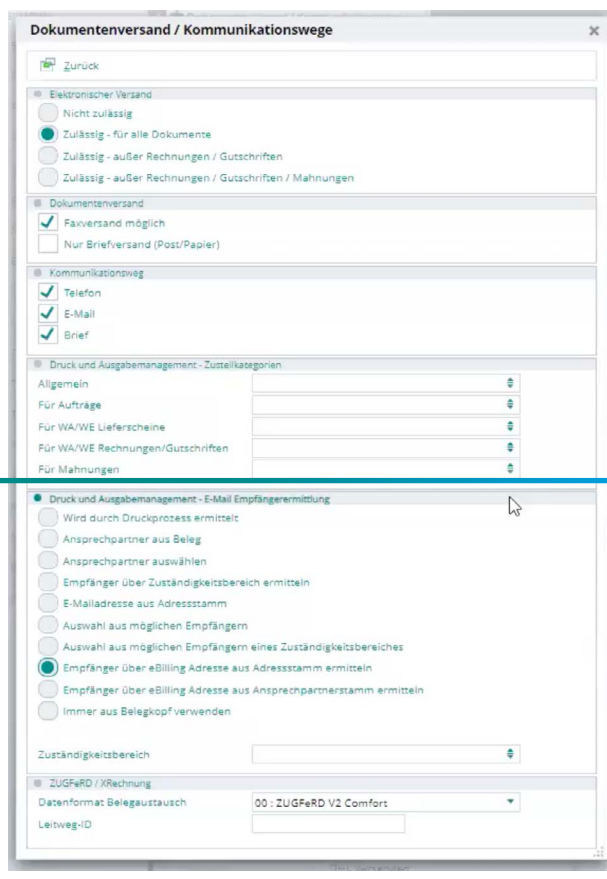 Dokumentenversand / Kommunikationswege
Zurück
Elektronischer Versand
Nicht zulässig
Zulässig - für alle Dokumente
Zulässig - außer Rechnungen / Gutschriften
Zulässig - außer Rechnungen / Gutschriften / Mahnungen
Dokumentenversand
Faxversand möglich
Nur Briefversand (Post/Papier)
Kommunikationsweg
Telefon
E-Mail
Brief
Druck und Ausgabemanagement - Zustellkategorien
Allgemein
Für Aufträge
Für WA/WE Lieferscheine
Für WA/WE Rechnungen/Gutschriften
Für Mahnungen
Druck und Ausgabemanagement - E-Mail Empfängerermittlung
Wird durch Druckprozess ermittelt
Ansprechpartner aus Beleg
Ansprechpartner auswählen
Empfänger über Zuständigkeitsbereich ermitteln
E-Mailadresse aus Adressstamm
Auswahl aus möglichen Empfängern
Auswahl aus möglichen Empfängern eines Zuständigkeitsbereiches
Empfänger über eBilling Adresse aus Adressstamm ermitteln
Empfänger über eBilling Adresse aus Ansprechpartnerstamm ermitteln
Immer aus Belegkopf verwenden
Zuständigkeitsbereich
ZUGFeRD / XRechnung
Datenformat Belegaustausch 00 : ZUGFeRD V2 Comfort
Leitweg-ID